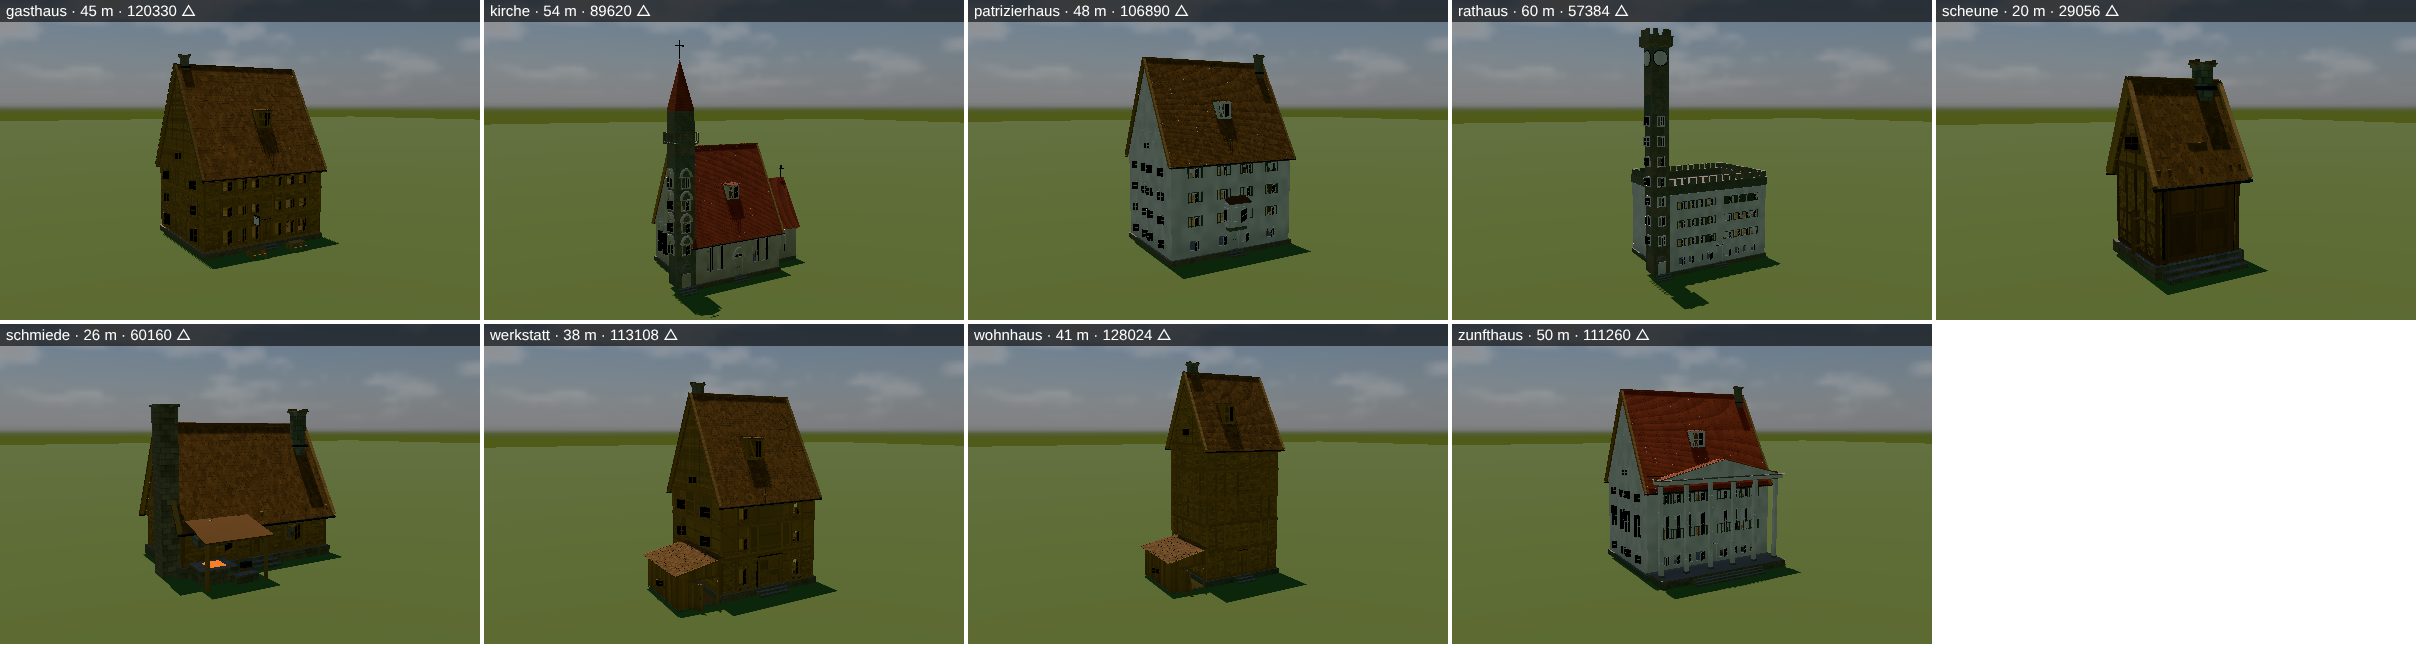 gasthaus · 45 m · 120330 △
kirche · 54 m · 89620 △
patrizierhaus · 48 m · 106890 △
rathaus · 60 m · 57384 △
scheune · 20 m · 29056 △
schmiede · 26 m · 60160 △
werkstatt · 38 m · 113108 △
wohnhaus · 41 m · 128024 △
zunfthaus · 50 m · 111260 △